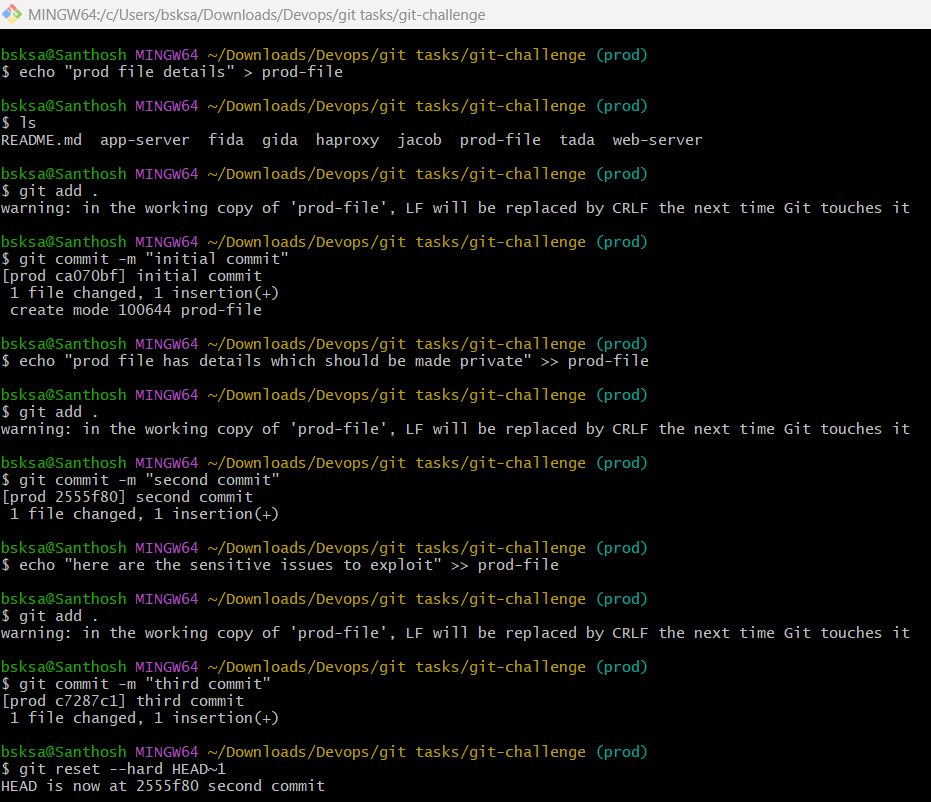 MINGW64:/c/Users/bsksa/Downloads/Devops/git tasks/git-challenge
bsksa@Santhosh MINGW64 ~/Downloads/Devops/git tasks/git-challenge (prod)
$ echo "prod file details" > prod-file
bsksa@Santhosh MINGW64 ~/Downloads/Devops/git tasks/git-challenge (prod)
$ ls
README.md  app-server  fida  gida  haproxy  jacob  prod-file  tada  web-server
bsksa@Santhosh MINGW64 ~/Downloads/Devops/git tasks/git-challenge (prod)
$ git add .
warning: in the working copy of 'prod-file', LF will be replaced by CRLF the next time Git touches it
bsksa@Santhosh MINGW64 ~/Downloads/Devops/git tasks/git-challenge (prod)
$ git commit -m "initial commit"
[prod ca070bf] initial commit
 1 file changed, 1 insertion(+)
 create mode 100644 prod-file
bsksa@Santhosh MINGW64 ~/Downloads/Devops/git tasks/git-challenge (prod)
$ echo "prod file has details which should be made private" >> prod-file
bsksa@Santhosh MINGW64 ~/Downloads/Devops/git tasks/git-challenge (prod)
$ git add .
warning: in the working copy of 'prod-file', LF will be replaced by CRLF the next time Git touches it
bsksa@Santhosh MINGW64 ~/Downloads/Devops/git tasks/git-challenge (prod)
$ git commit -m "second commit"
[prod 2555f80] second commit
 1 file changed, 1 insertion(+)
bsksa@Santhosh MINGW64 ~/Downloads/Devops/git tasks/git-challenge (prod)
$ echo "here are the sensitive issues to exploit" >> prod-file
bsksa@Santhosh MINGW64 ~/Downloads/Devops/git tasks/git-challenge (prod)
$ git add .
warning: in the working copy of 'prod-file', LF will be replaced by CRLF the next time Git touches it
bsksa@Santhosh MINGW64 ~/Downloads/Devops/git tasks/git-challenge (prod)
$ git commit -m "third commit"
[prod c7287c1] third commit
 1 file changed, 1 insertion(+)
bsksa@Santhosh MINGW64 ~/Downloads/Devops/git tasks/git-challenge (prod)
$ git reset --hard HEAD~1
HEAD is now at 2555f80 second commit